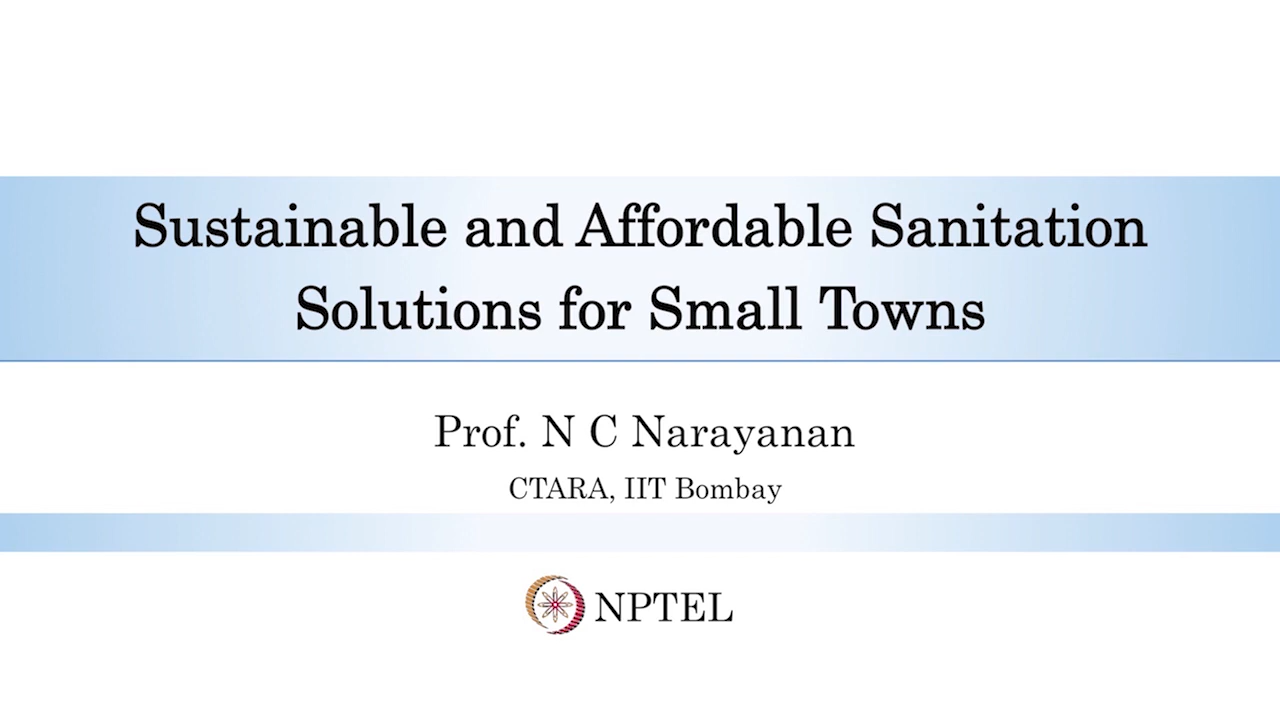 Sustainable and Affordable Sanitation
Solutions for Small Towns
Prof. N C Narayanan
CTARA, IIT Bombay
NPTEL